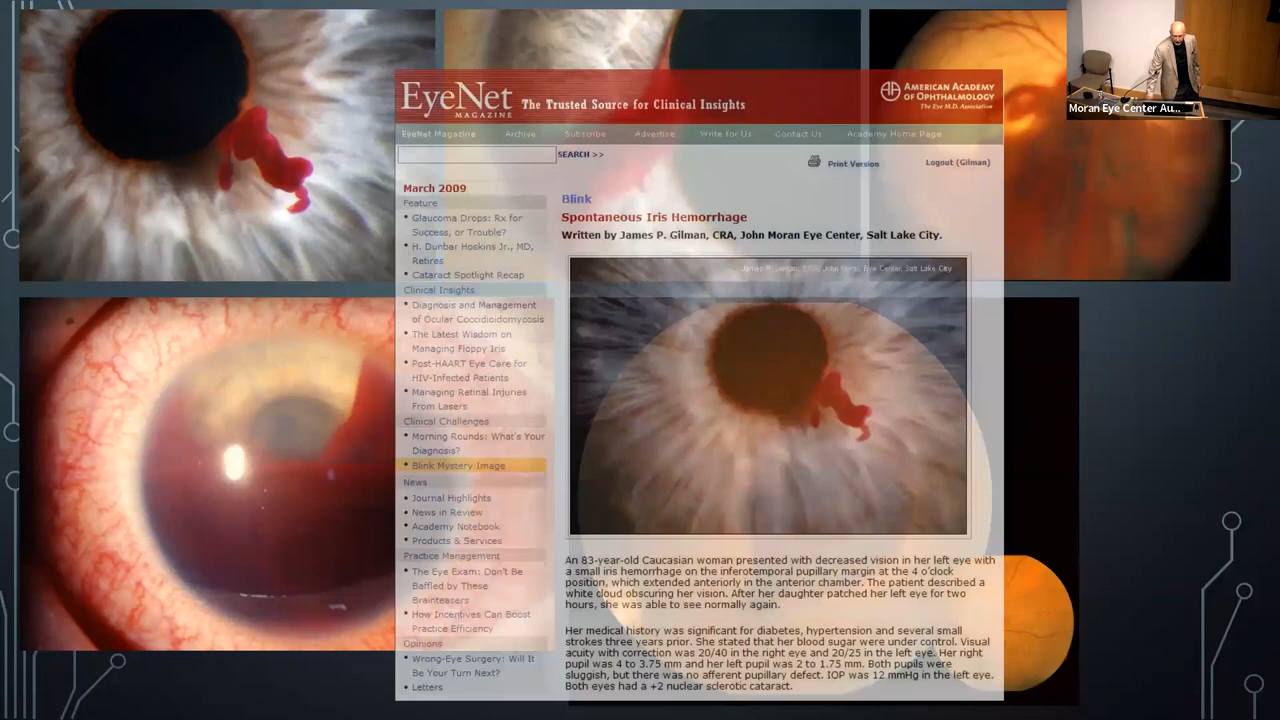 EyeNet
MAGAZINE
The Trusted Source for Clinical Insights
AMERICAN ACADEMY
OF OPHTHALMOLOGY
The Eye M.D. Association
EyeNet Magazine Archive Subscribe Advertise Write for Us Contact Us Academy Home Page
SEARCH >>
Print Version
Logout (Gilman)
March 2009
Feature
• Glaucoma Drops: Rx for
Success, or Trouble?
• H. Dunbar Hoskins Jr., MD,
Retires
• Cataract Spotlight Recap
Clinical Insights
• Diagnosis and Management
of Ocular Coccidioidomycosis
• The Latest Wisdom on
Managing Floppy Iris
• Post-HAART Eye Care for
HIV-Infected Patients
• Managing Retinal Injuries
From Lasers
Clinical Challenges
• Morning Rounds: What's Your
Diagnosis?
• Blink Mystery Image
News
• Journal Highlights
• News in Review
• Academy Notebook
• Products & Services
Practice Management
• The Eye Exam: Don't Be
Baffled by These
Brainteasers
• How Incentives Can Boost
Practice Efficiency
Opinions
• Wrong-Eye Surgery: Will It
Be Your Turn Next?
• Letters
Blink
Spontaneous Iris Hemorrhage
Written by James P. Gilman, CRA, John Moran Eye Center, Salt Lake City.
James P. Gilman, CRA, John Moran Eye Center, Salt Lake City
An 83-year-old Caucasian woman presented with decreased vision in her left eye with
a small iris hemorrhage on the inferotemporal pupillary margin at the 4 o'clock
position, which extended anteriorly in the anterior chamber. The patient described a
white cloud obscuring her vision. After her daughter patched her left eye for two
hours, she was able to see normally again.
Her medical history was significant for diabetes, hypertension and several small
strokes three years prior. She stated that her blood sugar were under control. Visual
acuity with correction was 20/40 in the right eye and 20/25 in the left eye. Her right
pupil was 4 to 3.75 mm and her left pupil was 2 to 1.75 mm. Both pupils were
sluggish, but there was no afferent pupillary defect. IOP was 12 mmHg in the left eye.
Both eyes had a +2 nuclear sclerotic cataract.
Moran Eye Center Au...